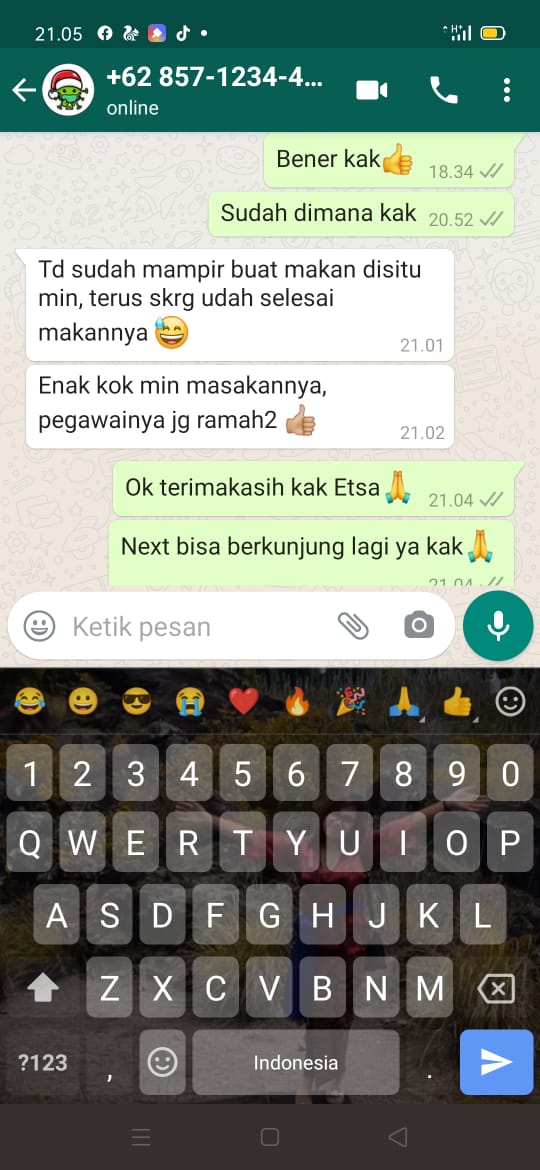 21.05
+62 857-1234-4...
online
Bener kak👍 18.34
Sudah dimana kak 20.52
Td sudah mampir buat makan disitu
min, terus skrg udah selesai
makannya 😅
21.01
Enak kok min masakannya,
pegawainya jg ramah2 👍🏼
21.02
Ok terimakasih kak Etsa🙏 21.04
Next bisa berkunjung lagi ya kak🙏
21.04
Ketik pesan
1 2 3 4 5 6 7 8 9 0
Q W E R T Y U I O P
A S D F G H J K L
Z X C V B N M
?123 , Indonesia .